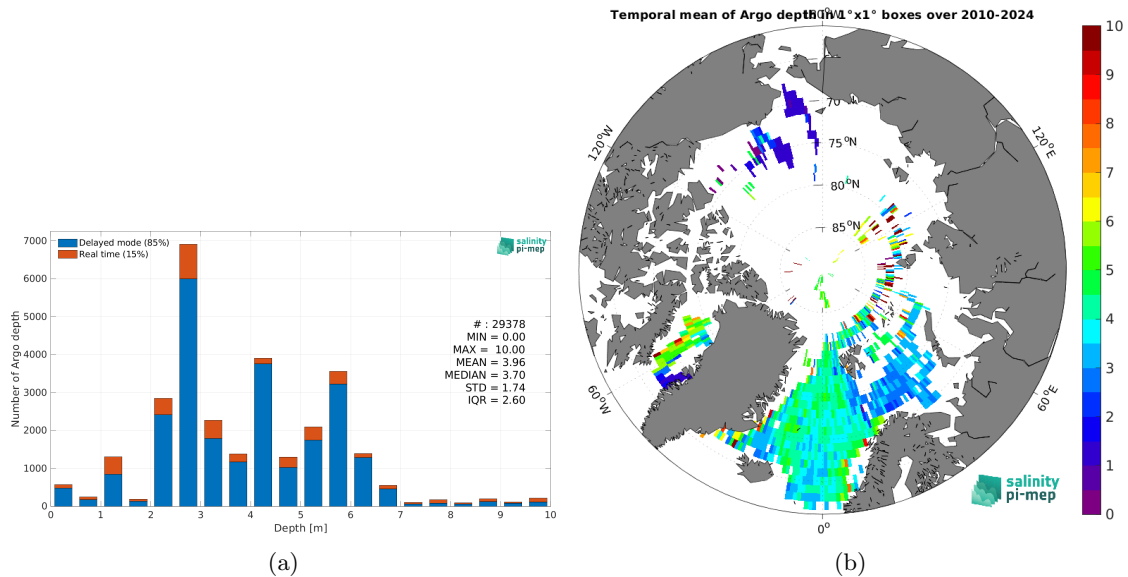 Temporal mean of Argo depth in 1°x1° boxes over 2010-2024
Delayed mode (85%)
Real time (15%)
salinity
pi-mep
# : 29378
MIN = 0.00
MAX = 10.00
MEAN = 3.96
MEDIAN = 3.70
STD = 1.74
IQR = 2.60
Number of Argo depth
7000
6000
5000
4000
3000
2000
1000
0
0 1 2 3 4 5 6 7 8 9 10
Depth [m]
(a)
180°W
120°W
120°E
60°W
60°E
0°
70°N
75°N
80°N
85°N
salinity
pi-mep
10
9
8
7
6
5
4
3
2
1
0
(b)